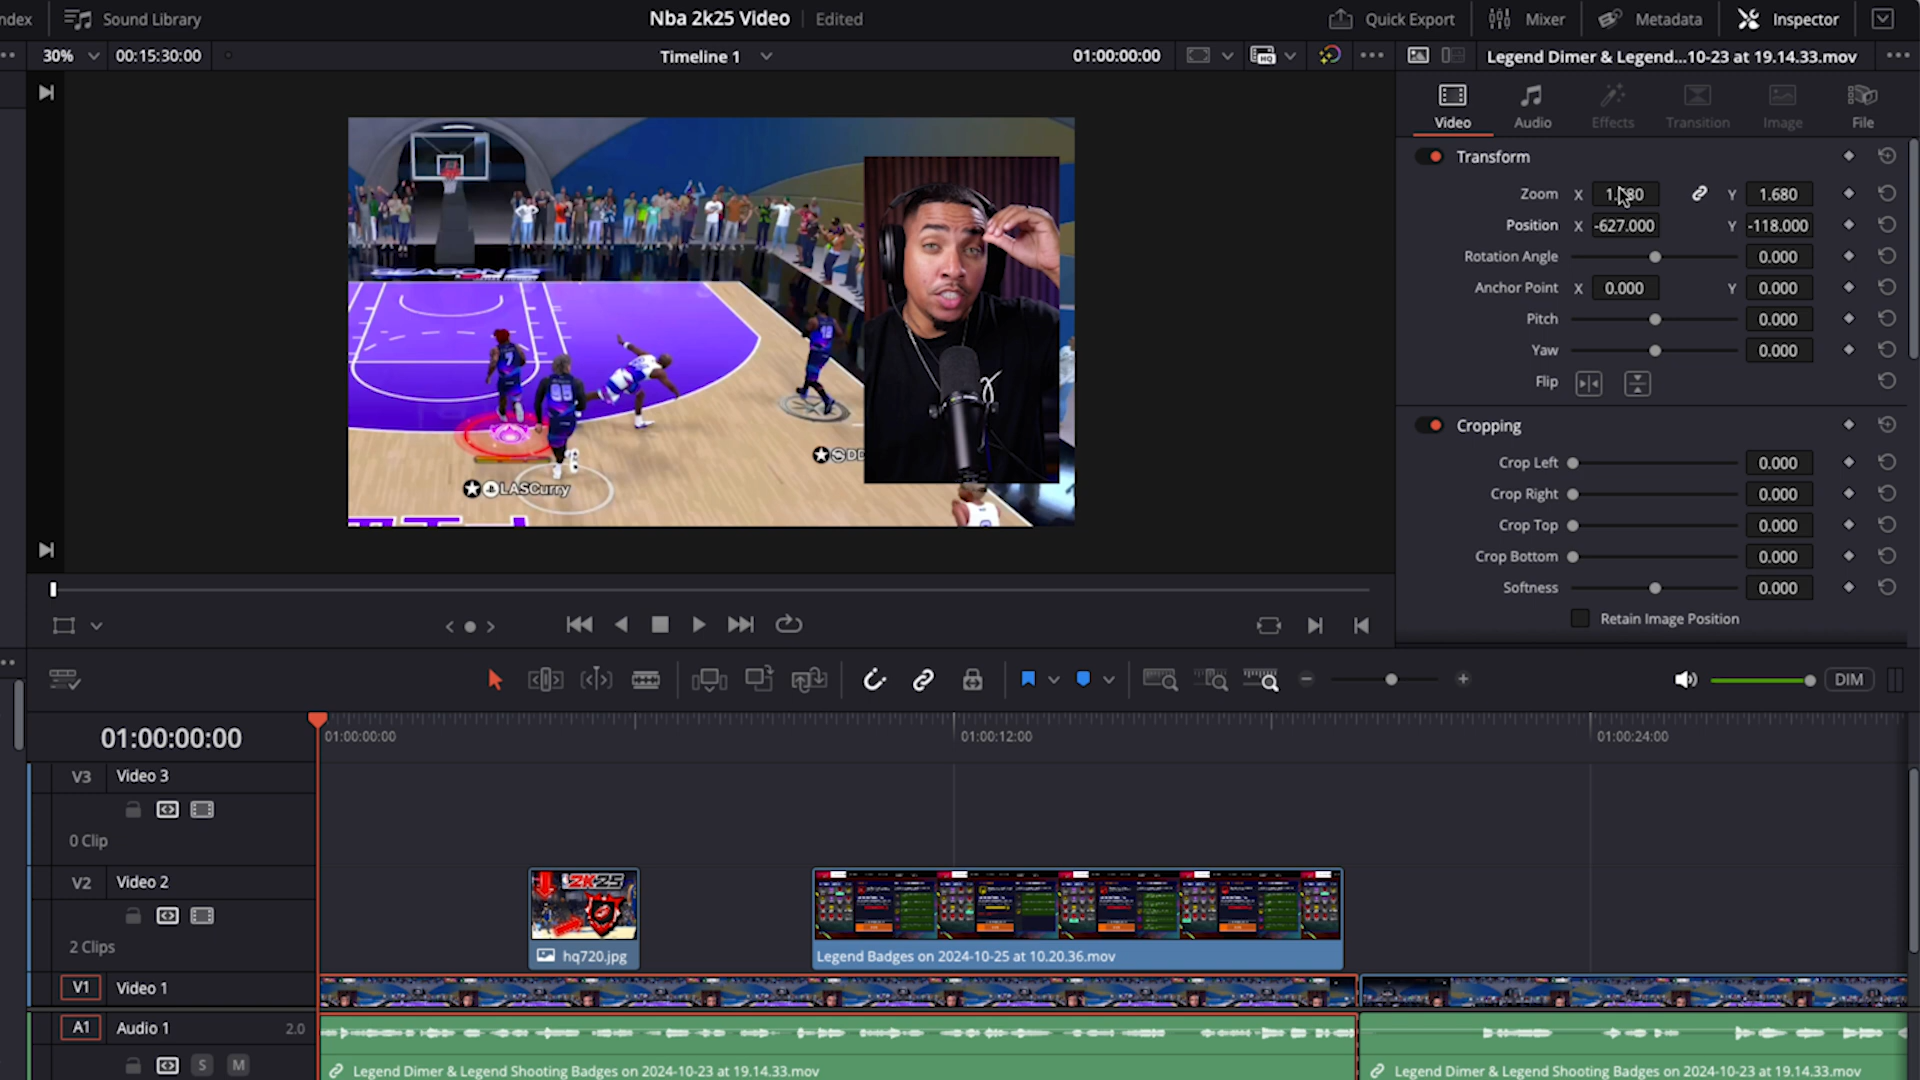 ndex
Sound Library
Nba 2k25 Video
Edited
Quick Export
Mixer
Metadata
Inspector
30%
00:15:30:00
Timeline 1
01:00:00:00
HQ
Legend Dimer & Legend...10-23 at 19.14.33.mov
Video
Audio
Effects
Transition
Image
File
Transform
Zoom X Y 1.680
Position X -627.000 Y -118.000
Rotation Angle 0.000
Anchor Point X 0.000 Y 0.000
Pitch 0.000
Yaw 0.000
Flip
Cropping
Crop Left 0.000
Crop Right 0.000
Crop Top 0.000
Crop Bottom 0.000
Softness 0.000
Retain Image Position
LASCurry
DIM
01:00:00:00
01:00:00:00
01:00:12:00
01:00:24:00
V3 Video 3
0 Clip
V2 Video 2
2 Clips
2K25
hq720.jpg
Legend Badges on 2024-10-25 at 10.20.36.mov
V1 Video 1
A1 Audio 1 2.0
S M
Legend Dimer & Legend Shooting Badges on 2024-10-23 at 19.14.33.mov
Legend Dimer & Legend Shooting Badges on 2024-10-23 at 19.14.33.mov